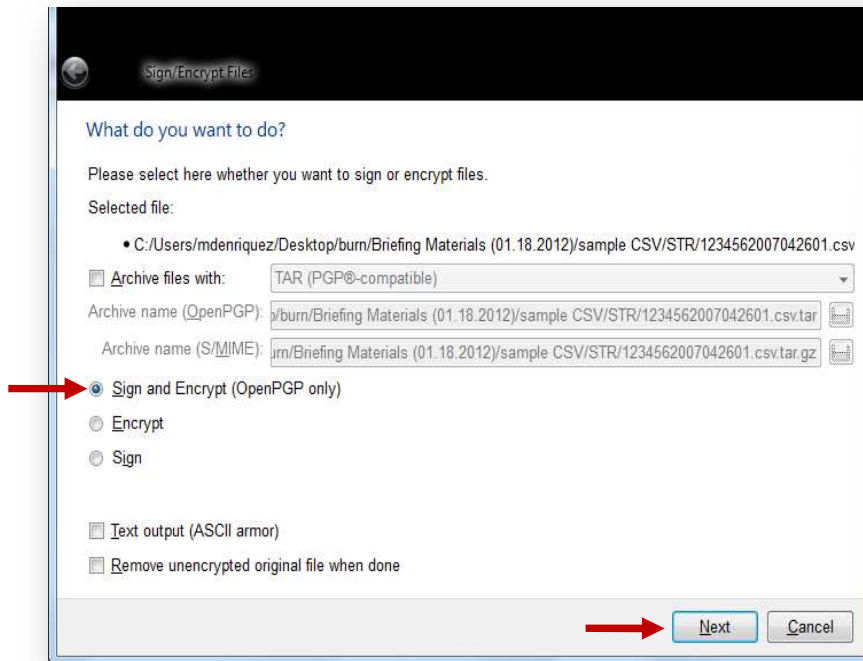 Sign/Encrypt Files
What do you want to do?
Please select here whether you want to sign or encrypt files.
Selected file:
• C:/Users/mdenriquez/Desktop/burn/Briefing Materials (01.18.2012)/sample CSV/STR/1234562007042601.csv
Archive files with: TAR (PGP®-compatible)
Archive name (OpenPGP): o/burn/Briefing Materials (01.18.2012)/sample CSV/STR/1234562007042601.csv.tar
Archive name (S/MIME): urn/Briefing Materials (01.18.2012)/sample CSV/STR/1234562007042601.csv.tar.gz
Sign and Encrypt (OpenPGP only)
Encrypt
Sign
Text output (ASCII armor)
Remove unencrypted original file when done
Next Cancel